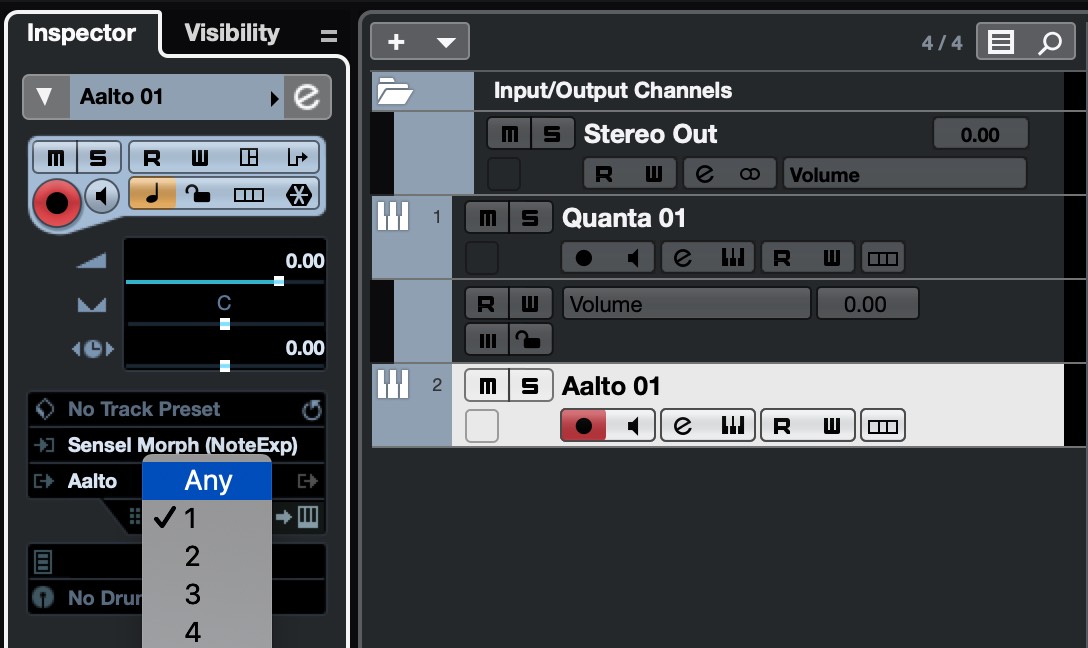 Inspector
Visibility
Aalto 01
M S R W
0.00
C
0.00
No Track Preset
Sensel Morph (NoteExp)
Aalto
Any
1
2
3
4
No Dru
4 / 4
Input/Output Channels
M S Stereo Out 0.00
R W Volume
1 M S Quanta 01
R W
R W Volume 0.00
2 M S Aalto 01
R W